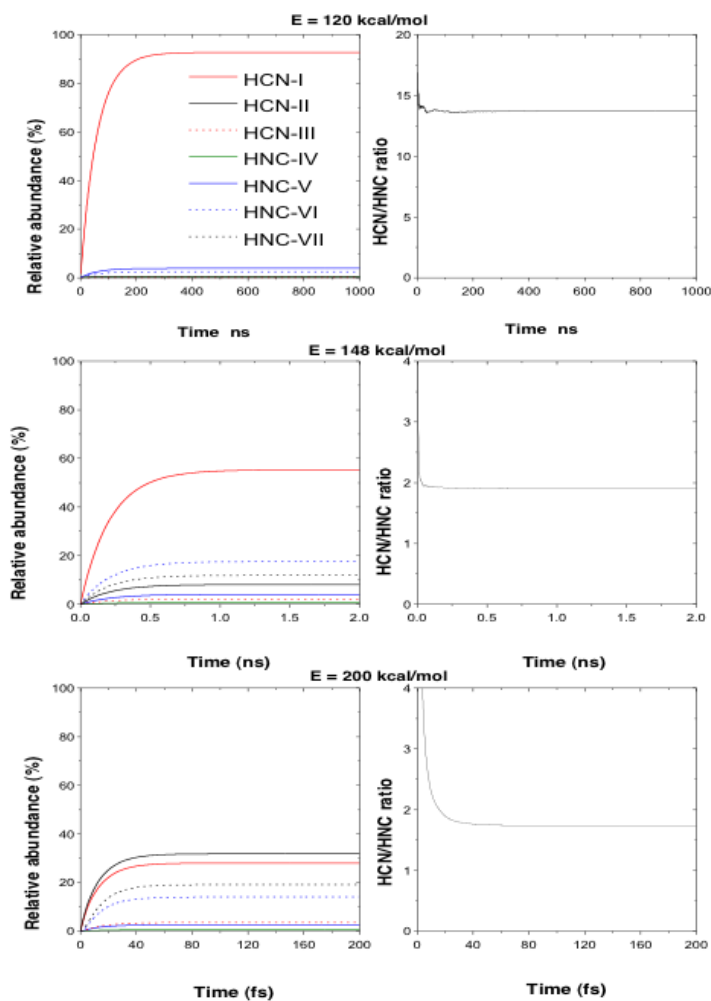 E = 120 kcal/mol
Relative abundance (%)
100
80
60
40
20
0
HCN-I
HCN-II
HCN-III
HNC-IV
HNC-V
HNC-VI
HNC-VII
0 200 400 600 800 1000
Time ns
HCN/HNC ratio
20
15
10
5
0
0 200 400 600 800 1000
Time ns
E = 148 kcal/mol
Relative abundance (%)
100
80
60
40
20
0
0.0 0.5 1.0 1.5 2.0
Time (ns)
HCN/HNC ratio
4
3
2
1
0
0.0 0.5 1.0 1.5 2.0
Time (ns)
E = 200 kcal/mol
Relative abundance (%)
100
80
60
40
20
0
0 40 80 120 160 200
Time (fs)
HCN/HNC ratio
4
3
2
1
0
0 40 80 120 160 200
Time (fs)